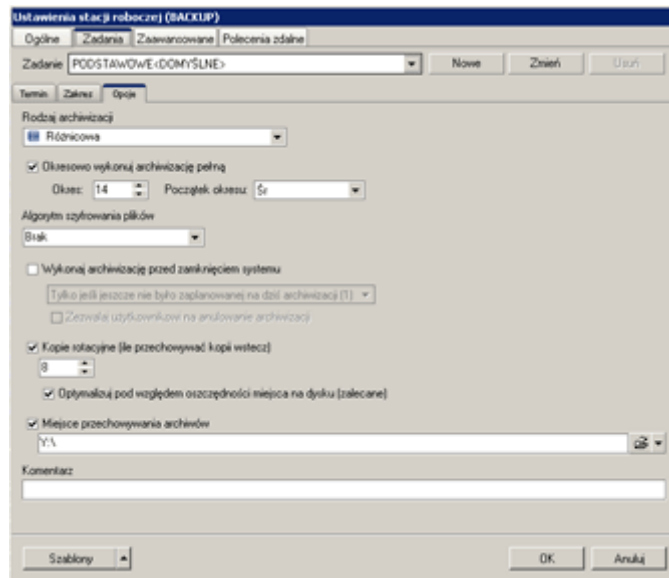 Ustawienia stacji roboczej (BACKUP)
Ogólne Zadania Zaawansowane Polecenia zdalne
Zadanie PODSTAWOWE<DOMYŚLNE> Nowe Zmień Usuń
Termin Zakres Opcje
Rodzaj archiwizacji
Różnicowa
Okresowo wykonuj archiwizację pełną
Okres: 14 Początek okresu: Śr
Algorytm szyfrowania plików
Brak
Wykonaj archiwizację przed zamknięciem systemu
Tylko jeśli jeszcze nie było zaplanowanej na dziś archiwizacji (1)
Zezwalaj użytkownikowi na anulowanie archiwizacji
Kopie rotacyjne (ile przechowywać kopii wstecz)
8
Optymalizuj pod względem oszczędności miejsca na dysku (zalecane)
Miejsce przechowywania archiwów
Y:\
Komentarz
Szablony OK Anuluj